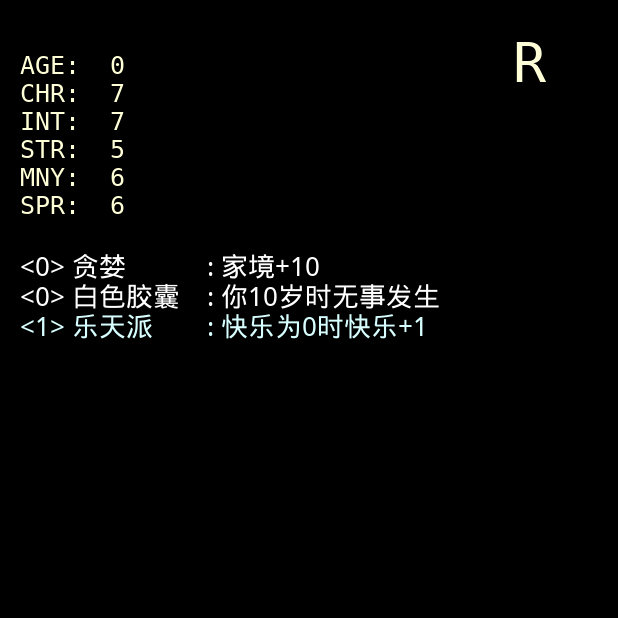 R
AGE: 0
CHR: 7
INT: 7
STR: 5
MNY: 6
SPR: 6
<0> 贪婪 : 家境+10
<0> 白色胶囊 : 你10岁时无事发生
<1> 乐天派 : 快乐为0时快乐+1